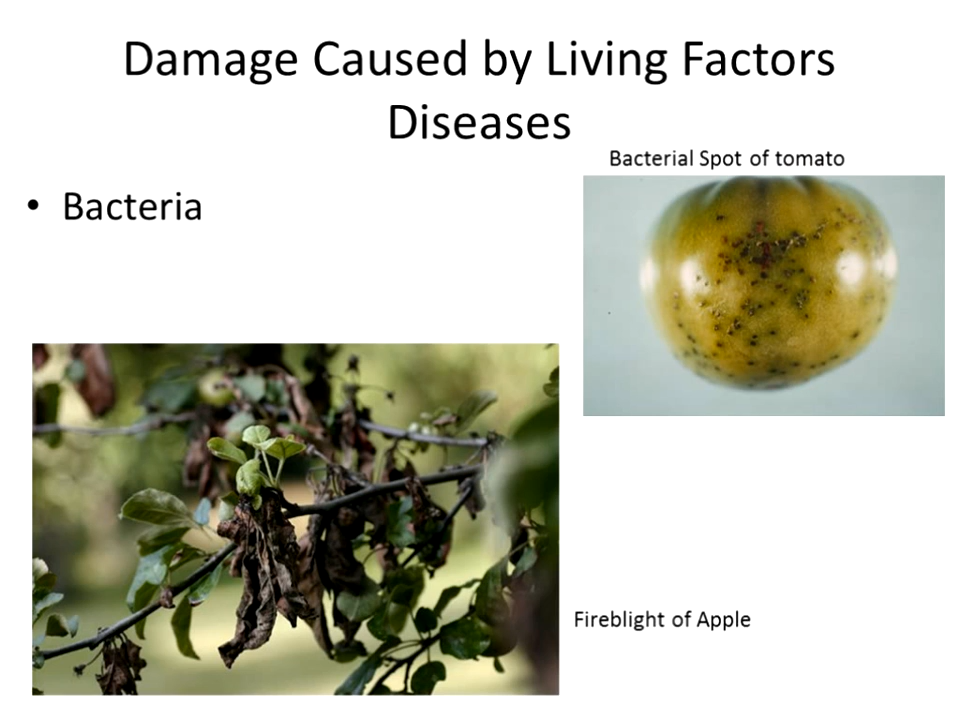 Damage Caused by Living Factors
Diseases
Bacterial Spot of tomato
• Bacteria
Fireblight of Apple